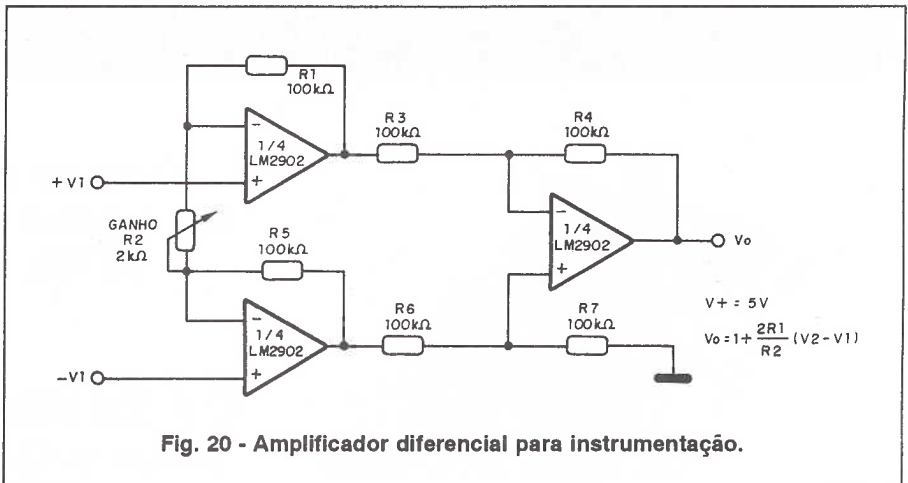 R1
100kΩ
−
1/4
LM2902
+
+V1
GANHO
R2
2kΩ
R3
100kΩ
R4
100kΩ
−
1/4
LM2902
+
Vo
R5
100kΩ
−
1/4
LM2902
+
−V1
R6
100kΩ
R7
100kΩ
V+ = 5V
Vo = 1 + 2R1/R2 (V2-V1)
Fig. 20 - Amplificador diferencial para instrumentação.